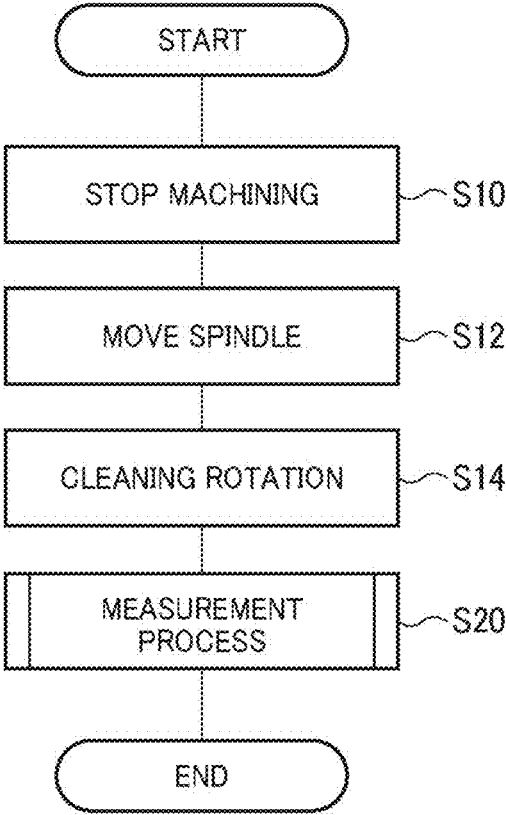 START
STOP MACHINING
S10
MOVE SPINDLE
S12
CLEANING ROTATION
S14
MEASUREMENT
PROCESS
S20
END